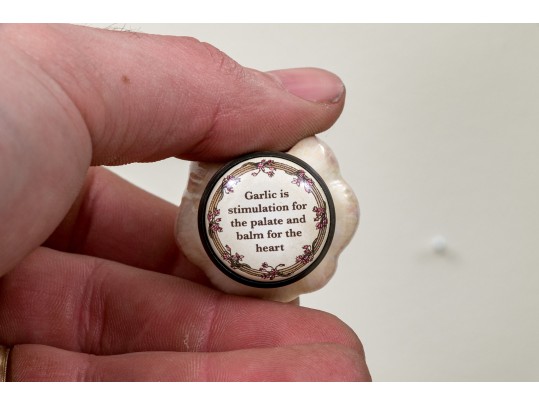 Garlic is
stimulation for
the palate and
balm for the
heart